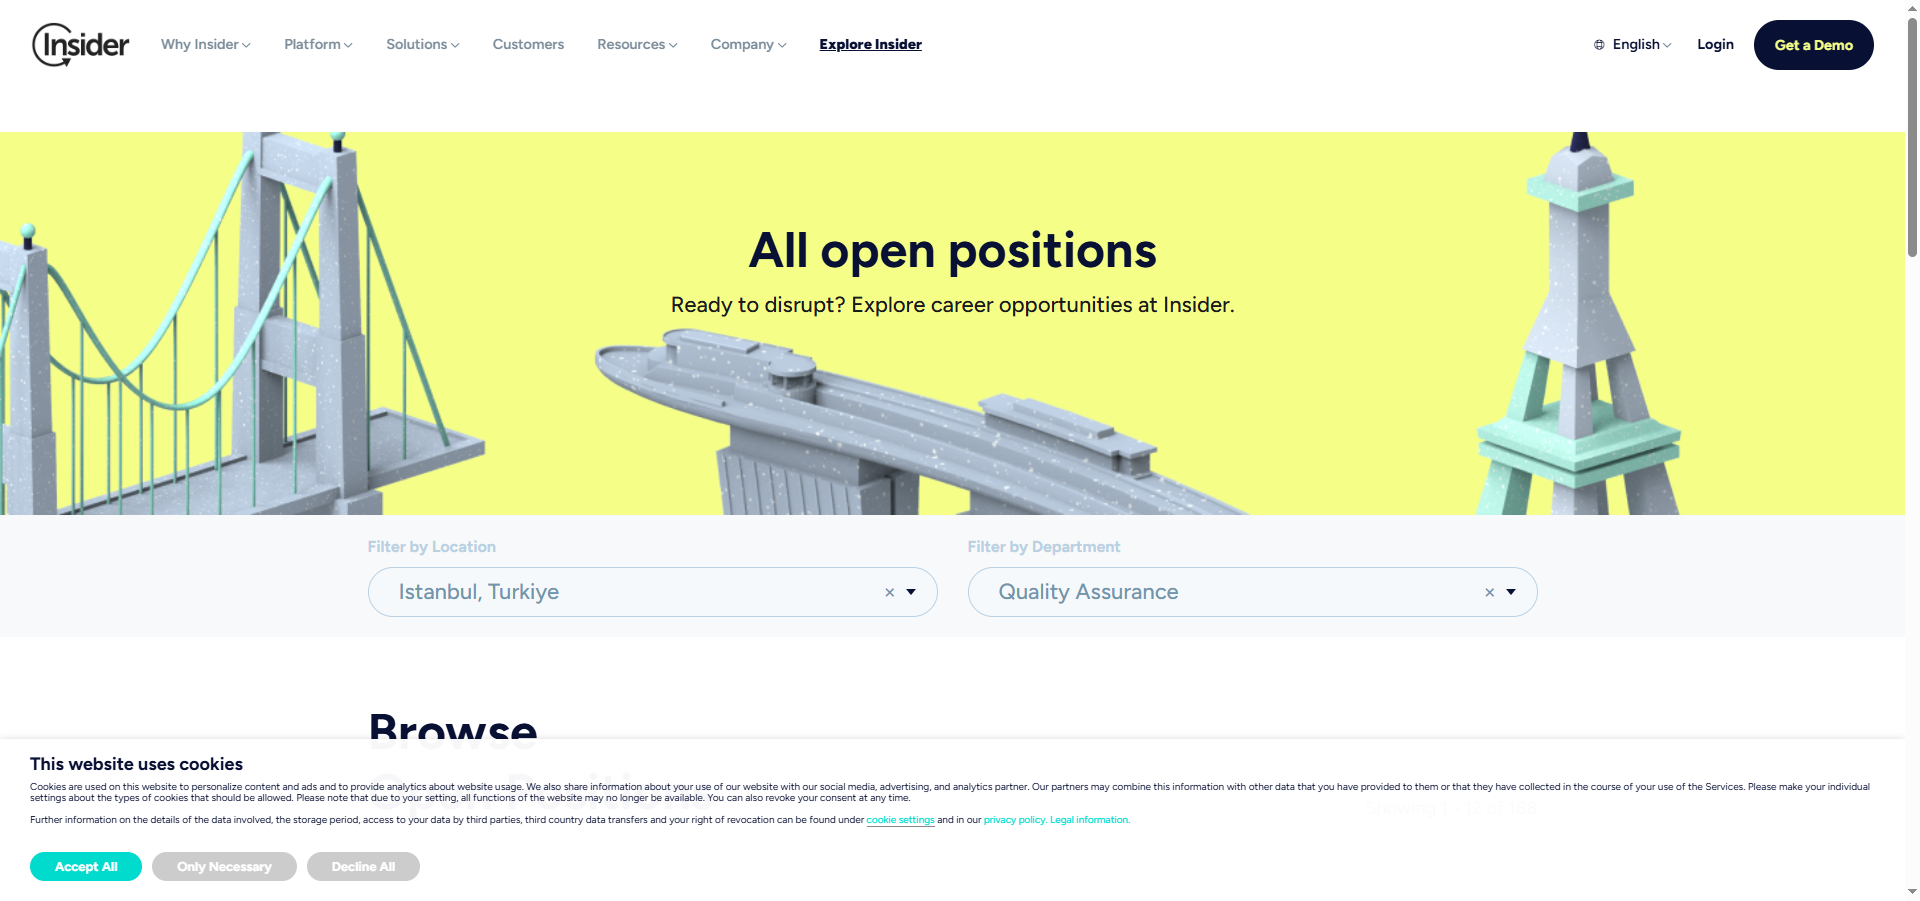 Insider
Why Insider
Platform
Solutions
Customers
Resources
Company
Explore Insider
English
Login
Get a Demo
All open positions
Ready to disrupt? Explore career opportunities at Insider.
Filter by Location
Filter by Department
Istanbul, Turkiye
×
Quality Assurance
×
Browse
This website uses cookies
Cookies are used on this website to personalize content and ads and to provide analytics about website usage. We also share information about your use of our website with our social media, advertising, and analytics partner. Our partners may combine this information with other data that you have provided to them or that they have collected in the course of your use of the Services. Please make your individual
settings about the types of cookies that should be allowed. Please note that due to your setting, all functions of the website may no longer be available. You can also revoke your consent at any time.
Further information on the details of the data involved, the storage period, access to your data by third parties, third country data transfers and your right of revocation can be found under cookie settings and in our privacy policy. Legal information.
Accept All
Only Necessary
Decline All